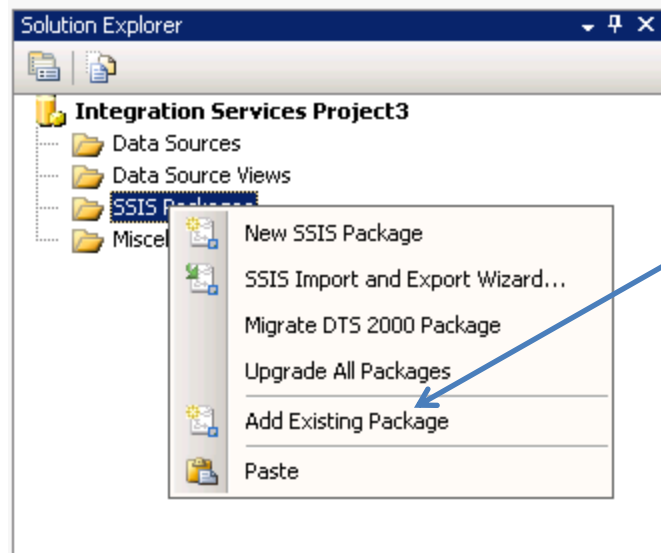 Solution Explorer
Integration Services Project3
Data Sources
Data Source Views
SSIS
New SSIS Package
SSIS Import and Export Wizard...
Migrate DTS 2000 Package
Upgrade All Packages
Add Existing Package
Paste